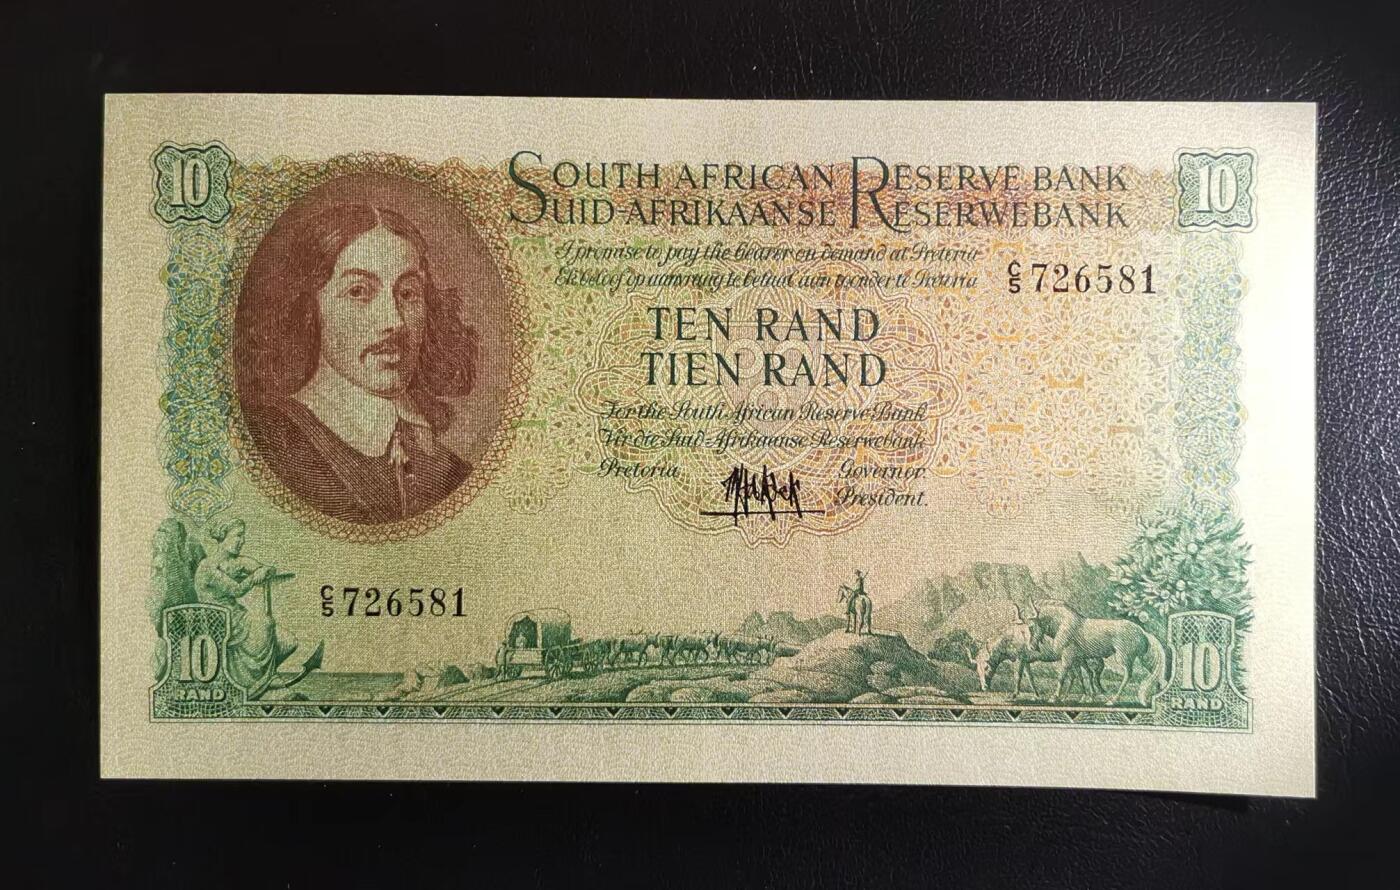 10
SOUTH AFRICAN RESERVE BANK
SUID-AFRIKAANSE RESERWEBANK
10
I promise to pay the bearer on demand at Pretoria
Ek beloof op aanvraag te betaal aan toonder te Pretoria
C/5 726581
TEN RAND
TIEN RAND
For the South African Reserve Bank
Vir die Suid-Afrikaanse Reserwebank
Pretoria
Governor.
President.
C/5 726581
10
RAND
10
RAND